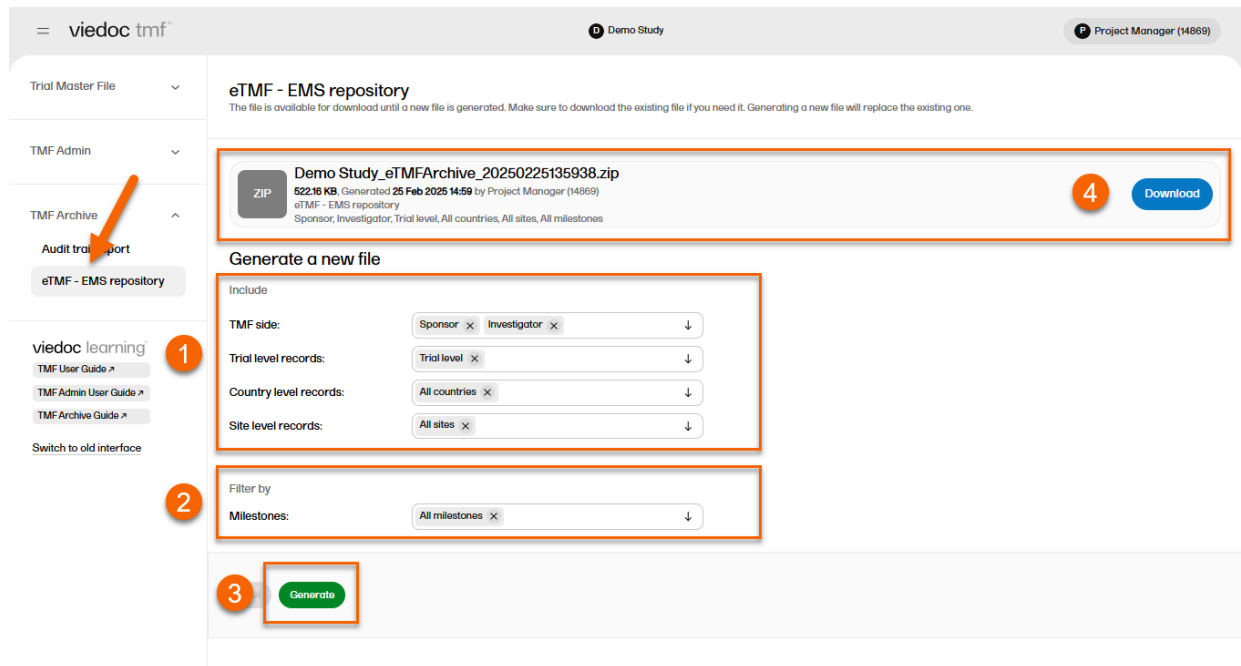 viedoc tmf™
D Demo Study
P Project Manager (14869)
Trial Master File
TMF Admin
TMF Archive
Audit trail
eTMF - EMS repository
viedoc learning
TMF User Guide ↗
TMF Admin User Guide ↗
TMF Archive Guide ↗
Switch to old interface
eTMF - EMS repository
The file is available for download until a new file is generated. Make sure to download the existing file if you need it. Generating a new file will replace the existing one.
ZIP
Demo Study_eTMFArchive_20250225135938.zip
522.16 KB, Generated 25 Feb 2025 14:59 by Project Manager (14869)
eTMF - EMS repository
Sponsor, Investigator, Trial level, All countries, All sites, All milestones
4
Download
Generate a new file
1
Include
TMF side: Sponsor × Investigator ×
Trial level records: Trial level ×
Country level records: All countries ×
Site level records: All sites ×
2
Filter by
Milestones: All milestones ×
3
Generate